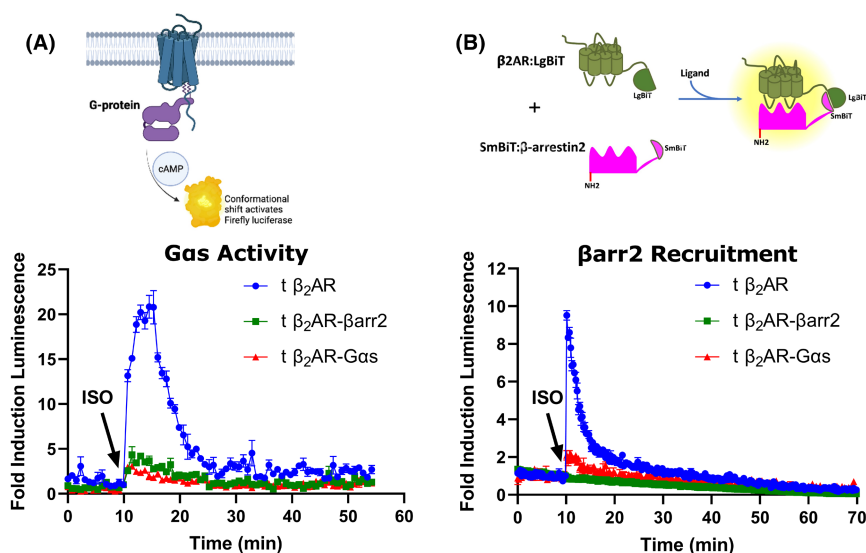 (A)
G-protein
cAMP
Conformational
shift activates
Firefly luciferase
Gαs Activity
Fold Induction Luminescence
25
20
15
10
5
0
ISO
t β₂AR
t β₂AR-βarr2
t β₂AR-Gαs
0 10 20 30 40 50 60
Time (min)
(B)
β2AR:LgBiT
LgBiT
+
SmBiT:β-arrestin2
SmBiT
NH2
Ligand
LgBiT
SmBiT
NH2
βarr2 Recruitment
Fold Induction Luminescence
12
10
8
6
4
2
0
ISO
t β₂AR
t β₂AR-βarr2
t β₂AR-Gαs
0 10 20 30 40 50 60 70
Time (min)